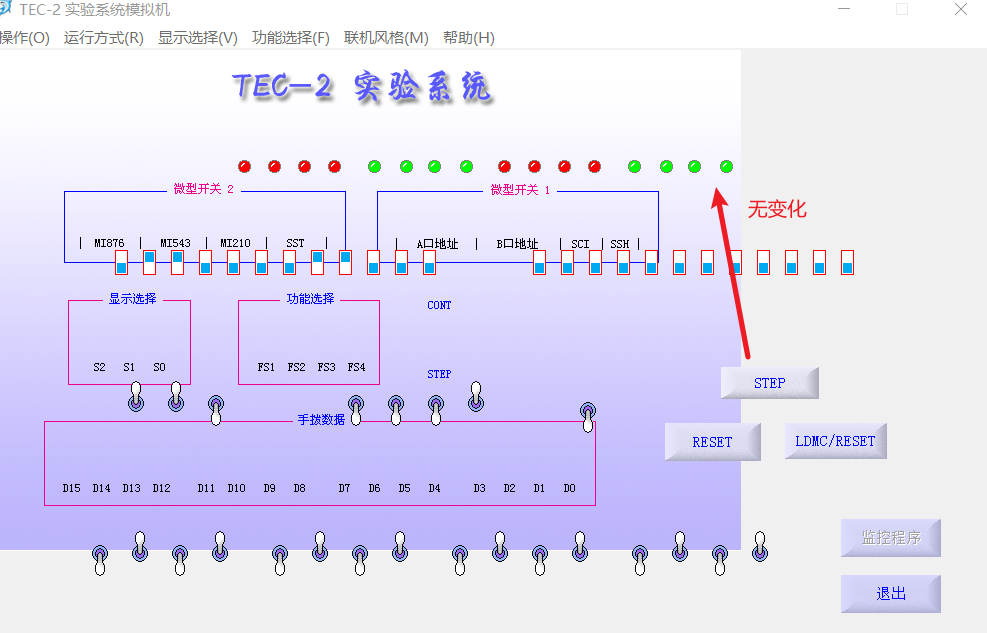 TEC-2 实验系统模拟机
操作(O) 运行方式(R) 显示选择(V) 功能选择(F) 联机风格(M) 帮助(H)
TEC-2 实验系统
微型开关 2
微型开关 1
无变化
| MI876 | MI543 | MI210 | SST |
| A口地址 | B口地址 | SCI | SSH |
显示选择
功能选择
CONT
S2 S1 S0
FS1 FS2 FS3 FS4
STEP
STEP
手拨数据
RESET
LDMC/RESET
D15 D14 D13 D12 D11 D10 D9 D8 D7 D6 D5 D4 D3 D2 D1 D0
监控程序
退出